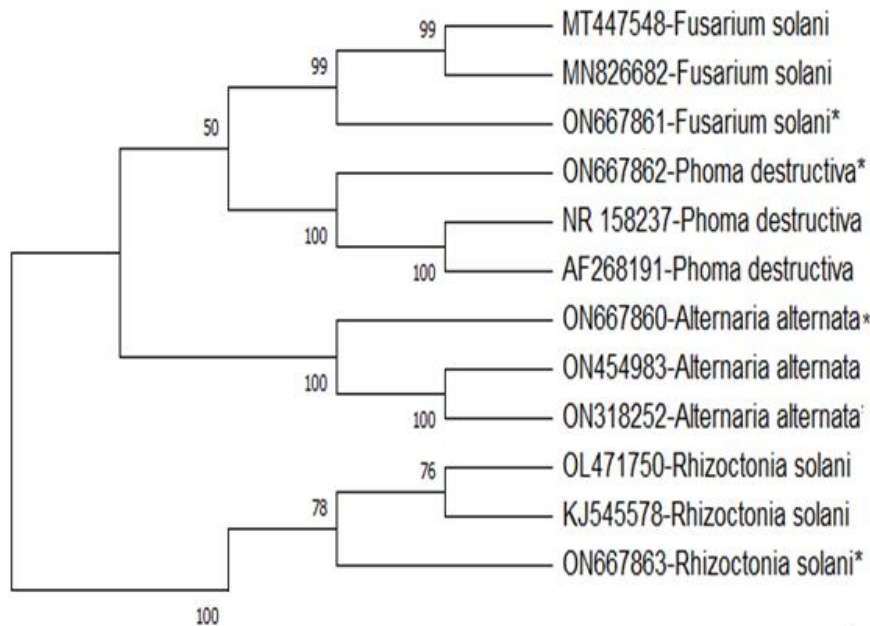 99
MT447548-Fusarium solani
MN826682-Fusarium solani
99
ON667861-Fusarium solani*
50
ON667862-Phoma destructiva*
NR 158237-Phoma destructiva
100
100
AF268191-Phoma destructiva
ON667860-Alternaria alternata*
ON454983-Alternaria alternata
100
100
ON318252-Alternaria alternata
76
OL471750-Rhizoctonia solani
78
KJ545578-Rhizoctonia solani
ON667863-Rhizoctonia solani*
100